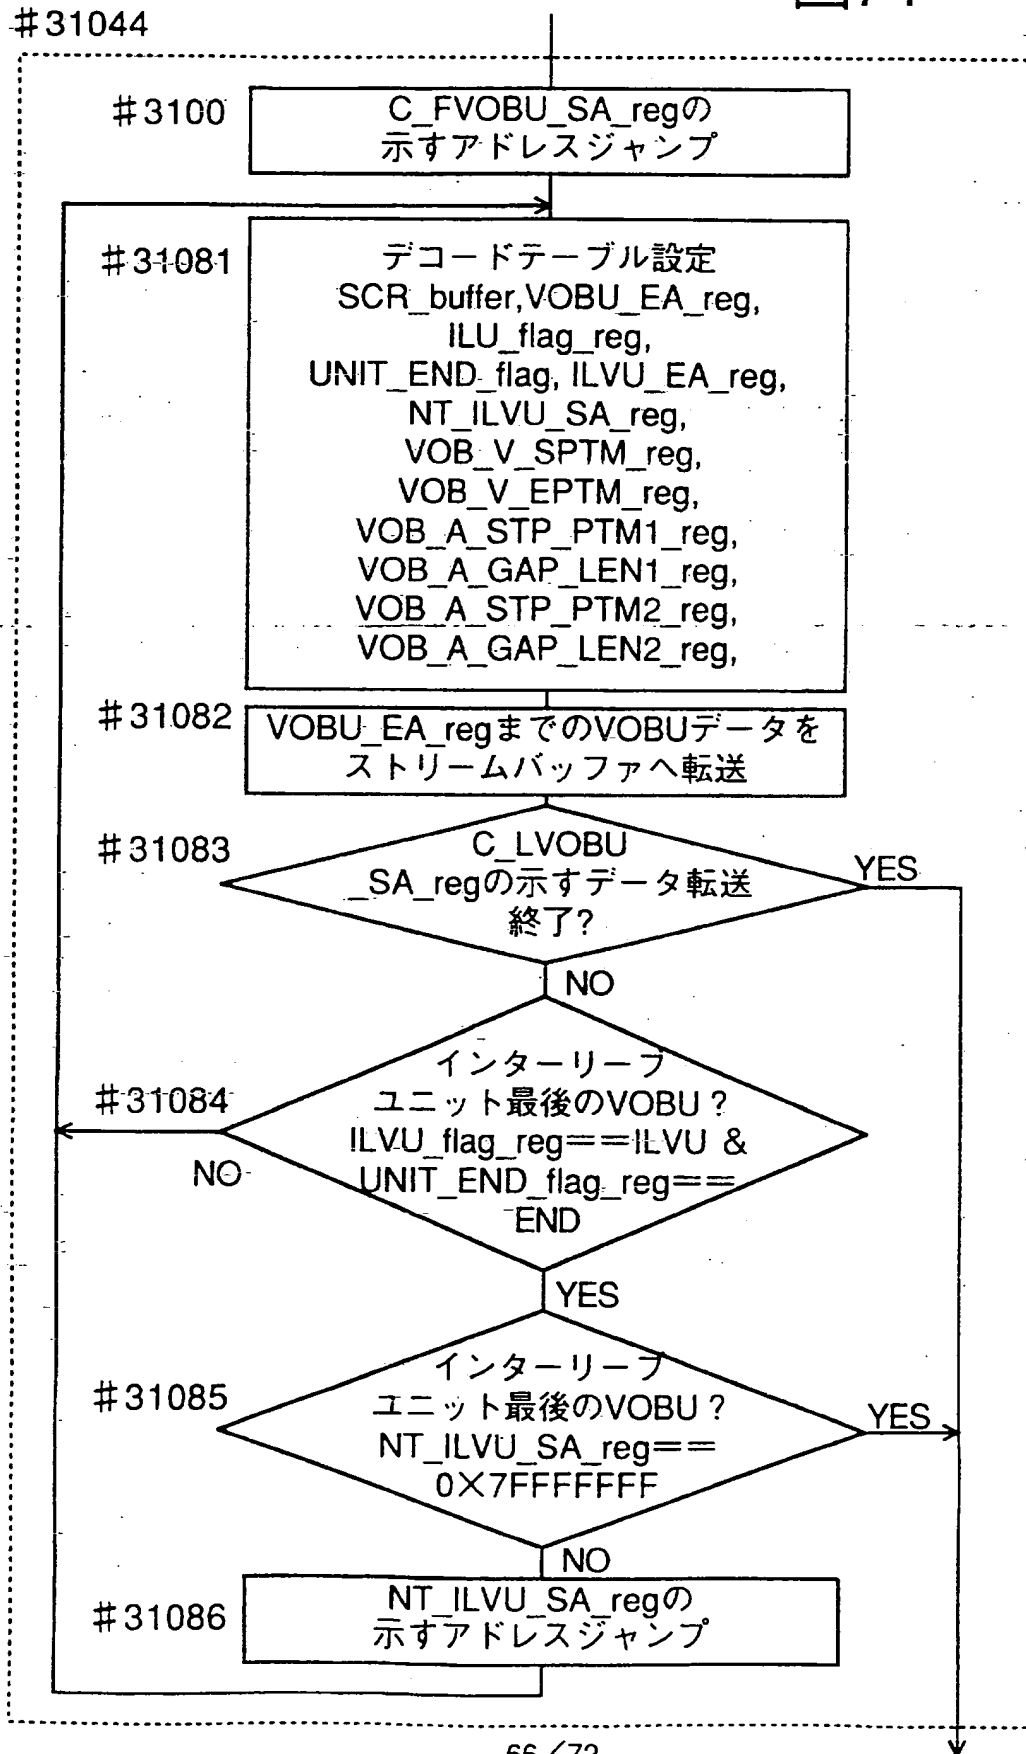 #31044
#3100
C_FVOBU_SA_regの
示すアドレスジャンプ
#31081
デコードテーブル設定
SCR_buffer,VOBU_EA_reg,
ILU_flag_reg,
UNIT_END_flag, ILVU_EA_reg,
NT_ILVU_SA_reg,
VOB_V_SPTM_reg,
VOB_V_EPTM_reg,
VOB_A_STP_PTM1_reg,
VOB_A_GAP_LEN1_reg,
VOB_A_STP_PTM2_reg,
VOB_A_GAP_LEN2_reg,
#31082
VOBU_EA_regまでのVOBUデータを
ストリームバッファへ転送
#31083
C_LVOBU
_SA_regの示すデータ転送
終了?
YES
NO
#31084
インターリーブ
ユニット最後のVOBU?
ILVU_flag_reg==ILVU &
UNIT_END_flag_reg==
END
NO
YES
#31085
インターリーブ
ユニット最後のVOBU?
NT_ILVU_SA_reg==
0X7FFFFFFF
YES
NO
#31086
NT_ILVU_SA_regの
示すアドレスジャンプ